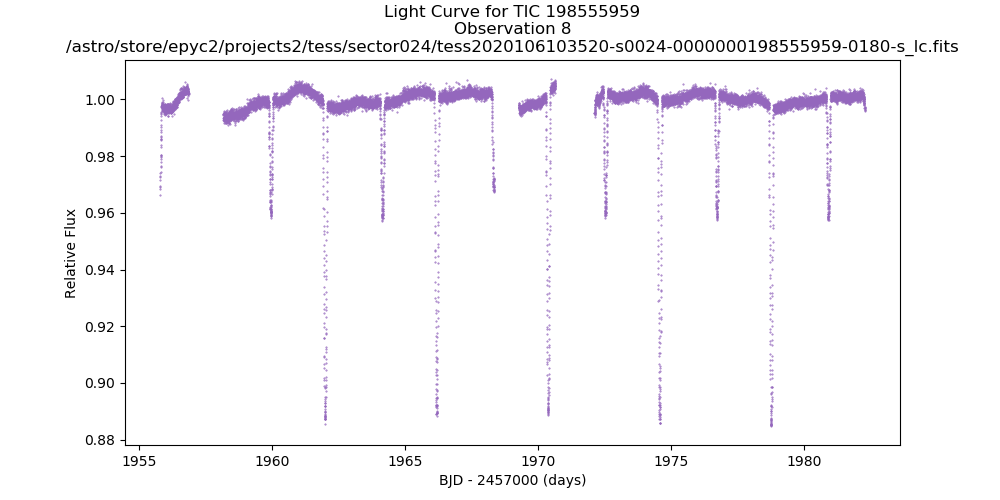 Light Curve for TIC 198555959
Observation 8
/astro/store/epyc2/projects2/tess/sector024/tess2020106103520-s0024-0000000198555959-0180-s_lc.fits
1.00
0.98
0.96
0.94
0.92
0.90
0.88
Relative Flux
1955 1960 1965 1970 1975 1980
BJD - 2457000 (days)